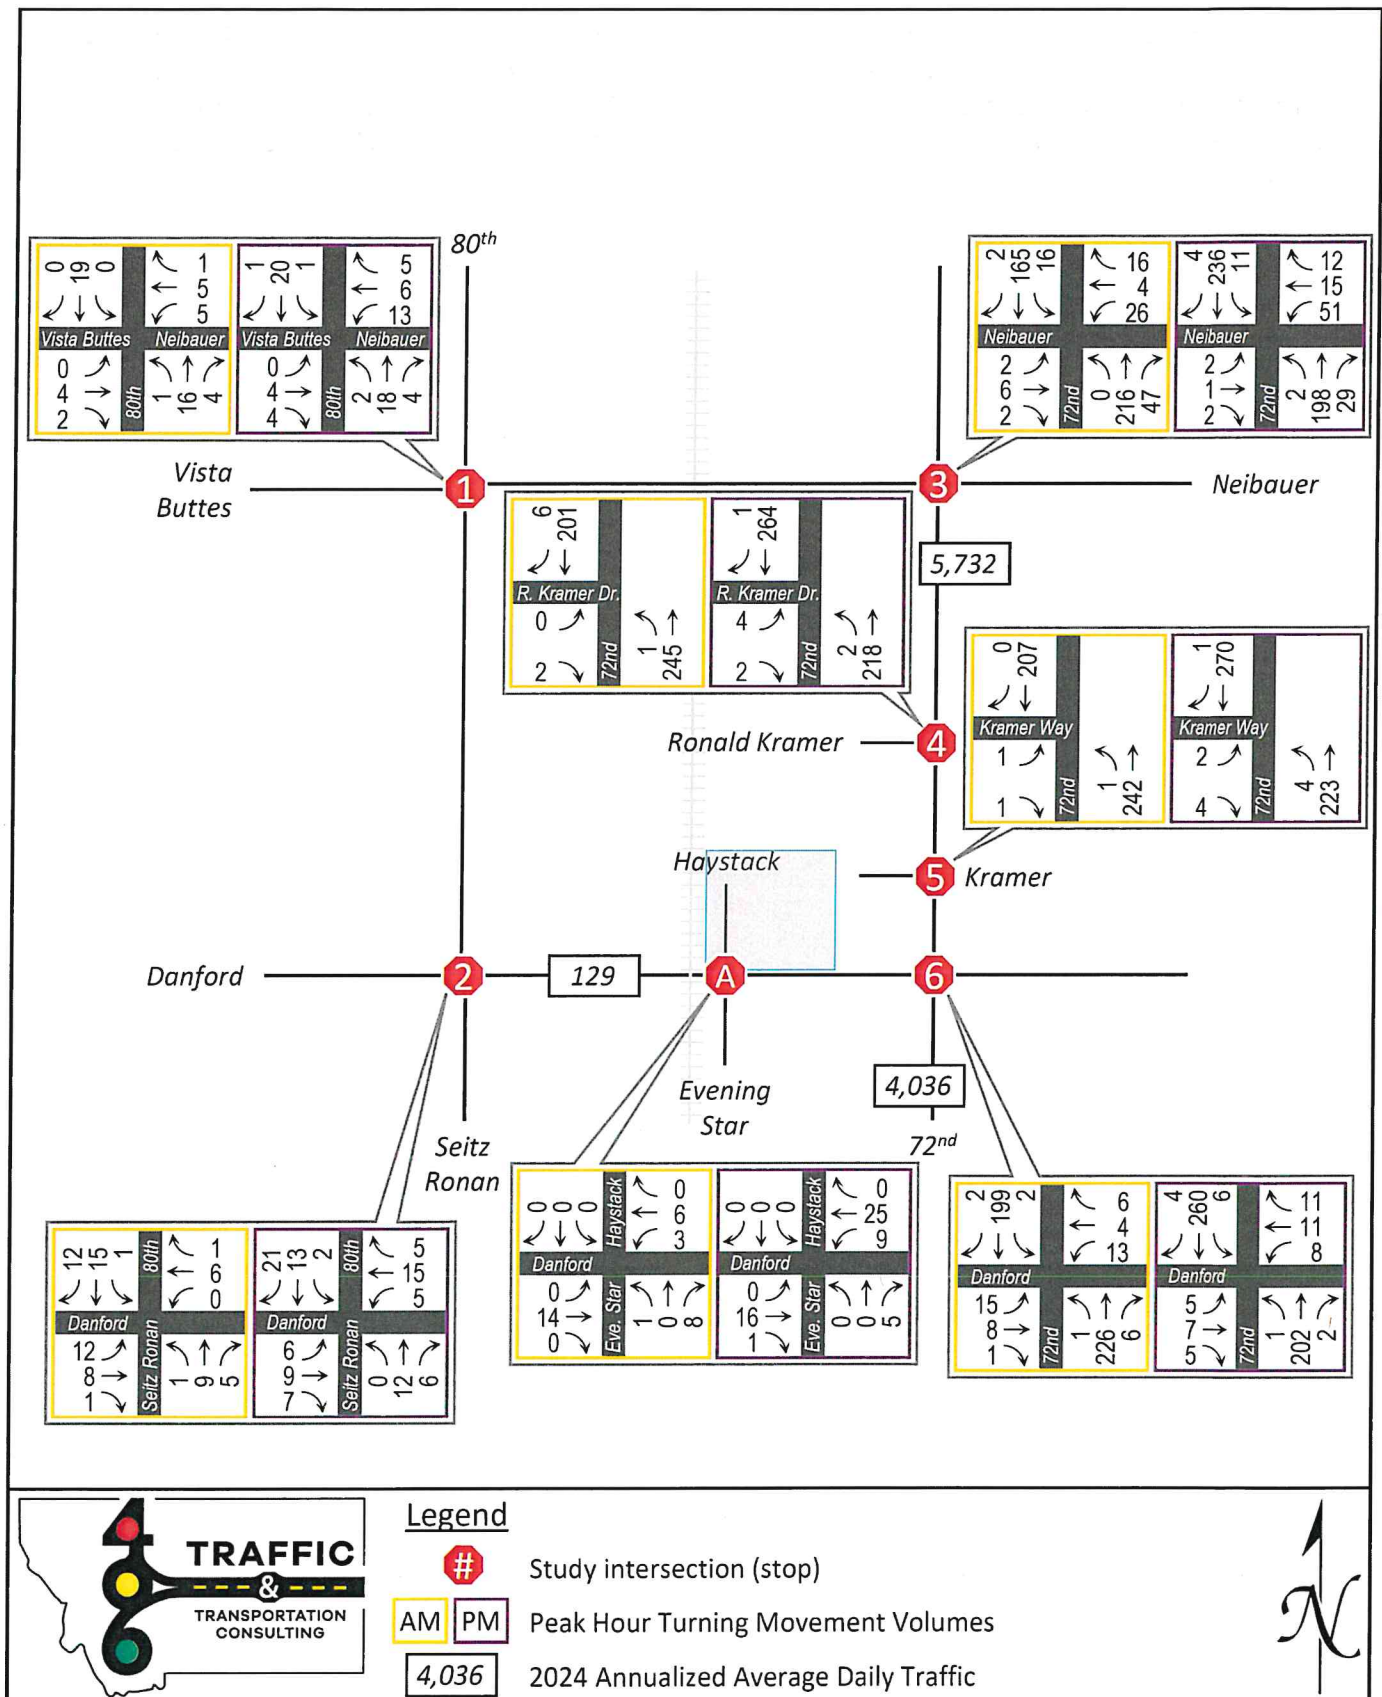 80th
0 19 0
1
5
5
Vista Buttes Neibauer
0
4
2
80th
1 16 4
1 20 1
5
6
13
Vista Buttes Neibauer
0
4
4
80th
2 18 4
2 165 16
16
4
26
Neibauer
2
6
2
72nd
0 216 47
4 236 11
12
15
51
Neibauer
2
1
2
72nd
2 198 29
Vista
Buttes
1
3
Neibauer
6 201
R. Kramer Dr.
0
2
72nd
1 245
1 264
R. Kramer Dr.
4
2
72nd
2 218
5,732
0 207
Kramer Way
1
1
72nd
1 242
1 270
Kramer Way
2
4
72nd
4 223
Ronald Kramer
4
Haystack
5
Kramer
Danford
2
129
A
6
Evening
Star
4,036
72nd
Seitz
Ronan
12 15 1
80th
1
6
0
Danford
12
8
1
Seitz Ronan
1 9 5
21 13 2
80th
5
15
5
Danford
6
9
7
Seitz Ronan
0 12 6
0 0 0
Haystack
0
6
3
Danford
0
14
0
Eve. Star
1 0 8
0 0 0
Haystack
0
25
9
Danford
0
16
1
Eve. Star
0 0 5
2 199 2
6
4
13
Danford
15
8
1
72nd
1 226 6
4 260 6
11
11
8
Danford
5
7
5
72nd
1 202 2
406
TRAFFIC
&
TRANSPORTATION
CONSULTING
Legend
# Study intersection (stop)
AM PM Peak Hour Turning Movement Volumes
4,036 2024 Annualized Average Daily Traffic
N